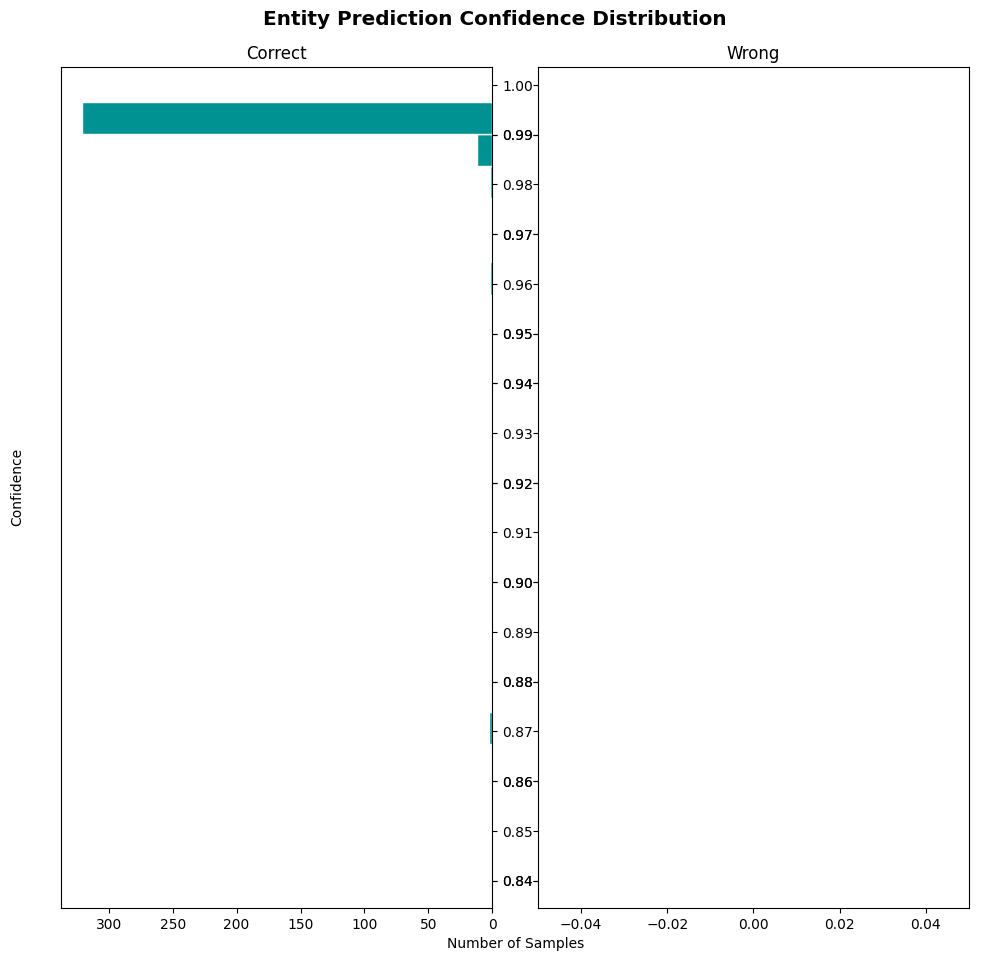 Entity Prediction Confidence Distribution
Correct
Wrong
1.00
0.99
0.98
0.97
0.96
0.95
0.94
0.93
0.92
0.91
0.90
0.89
0.88
0.87
0.86
0.85
0.84
Confidence
300 250 200 150 100 50 0
−0.04 −0.02 0.00 0.02 0.04
Number of Samples